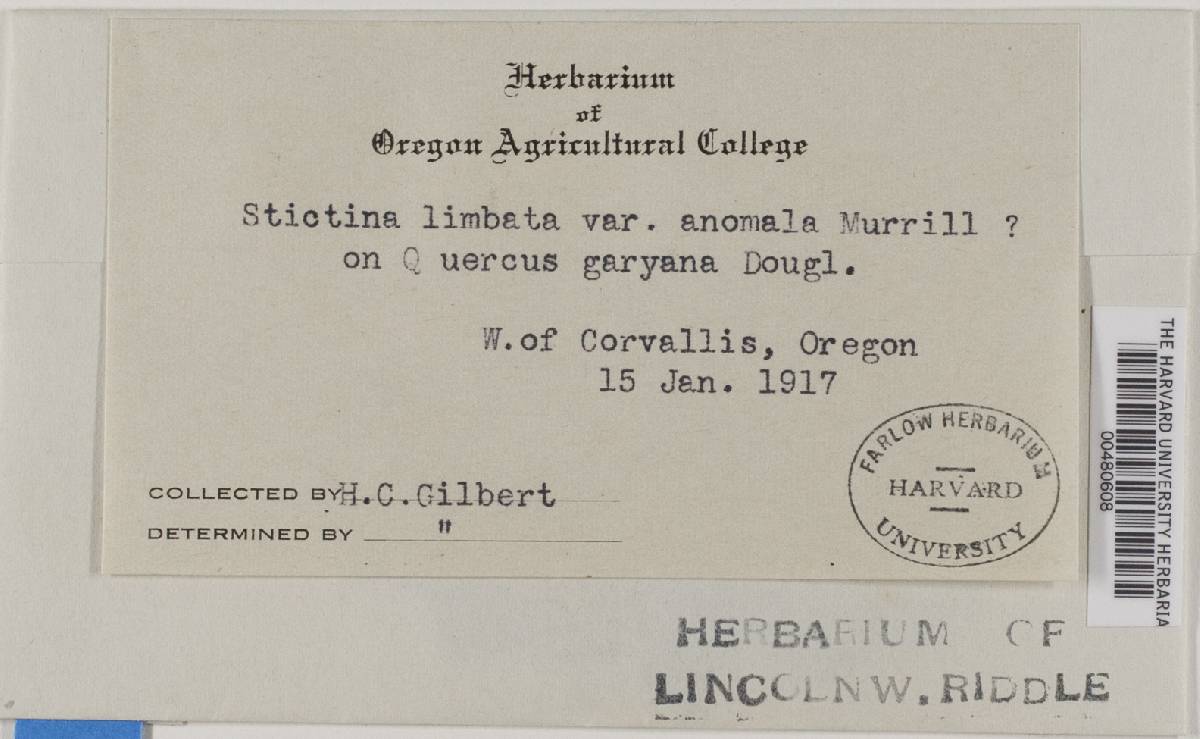 Herbarium
of
Oregon Agricultural College
Stictina limbata var. anomala Murrill ?
on Q uercus garyana Dougl.
W.of Corvallis, Oregon
15 Jan. 1917
COLLECTED BY H.C.Gilbert
DETERMINED BY "
FARLOW HERBARIUM
HARVARD
UNIVERSITY
THE HARVARD UNIVERSITY HERBARIA
00480608
HERBARIUM OF
LINCOLN W. RIDDLE